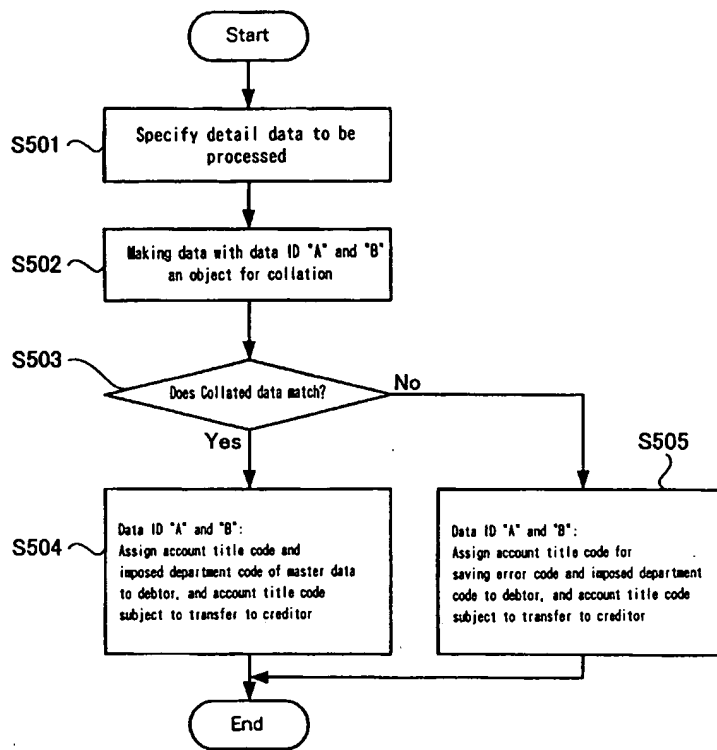 Start
S501
Specify detail data to be
processed
S502
Making data with data ID "A" and "B"
an object for collation
S503
Does Collated data match?
No
Yes
S505
S504
Data ID "A" and "B":
Assign account title code and
imposed department code of master data
to debtor, and account title code
subject to transfer to creditor
Data ID "A" and "B":
Assign account title code for
saving error code and imposed department
code to debtor, and account title code
subject to transfer to creditor
End